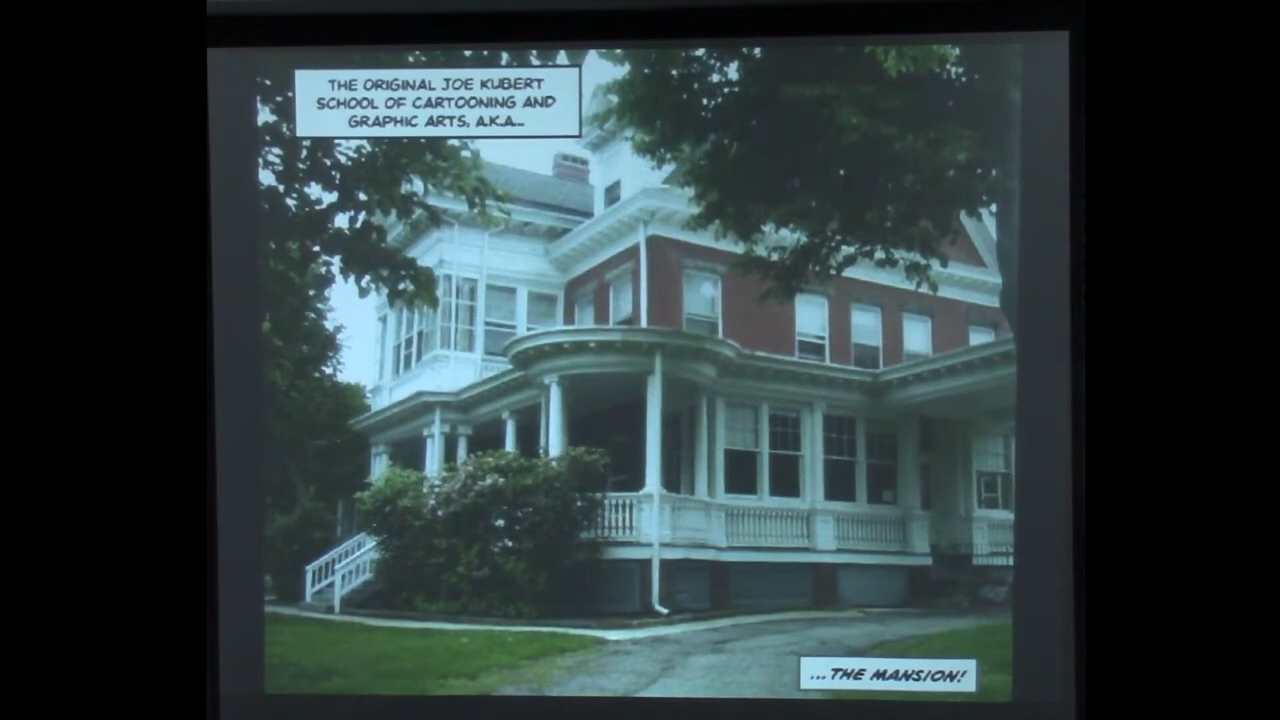 THE ORIGINAL JOE KUBERT
SCHOOL OF CARTOONING AND
GRAPHIC ARTS, A.K.A...
...THE MANSION!